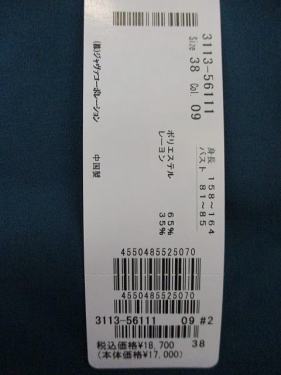 3113-56111
Size 38 Col. 09
身長 158~164
バスト 81~85
ポリエステル 65%
レーヨン 35%
中国製
4550485525070
4550485525070
3113-56111 09 #2
税込価格¥18,700 38
(本体価格¥17,000)